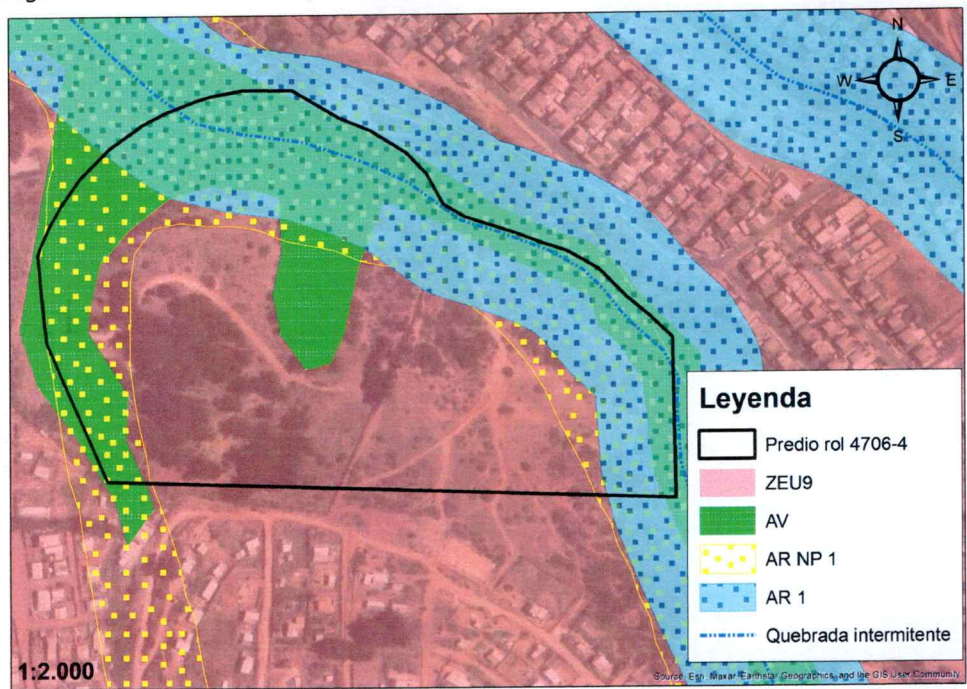 N
W E
S
Leyenda
Predio rol 4706-4
ZEU9
AV
AR NP 1
AR 1
Quebrada intermitente
1:2.000
Source: Esri, Maxar, Earthstar Geographics, and the GIS User Community